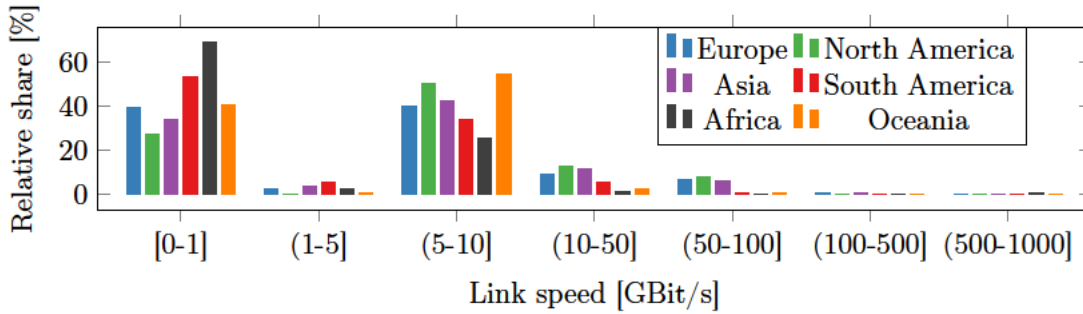 Relative share [%]
60
40
20
0
Europe North America
Asia South America
Africa Oceania
[0-1] (1-5] (5-10] (10-50] (50-100] (100-500] (500-1000]
Link speed [GBit/s]